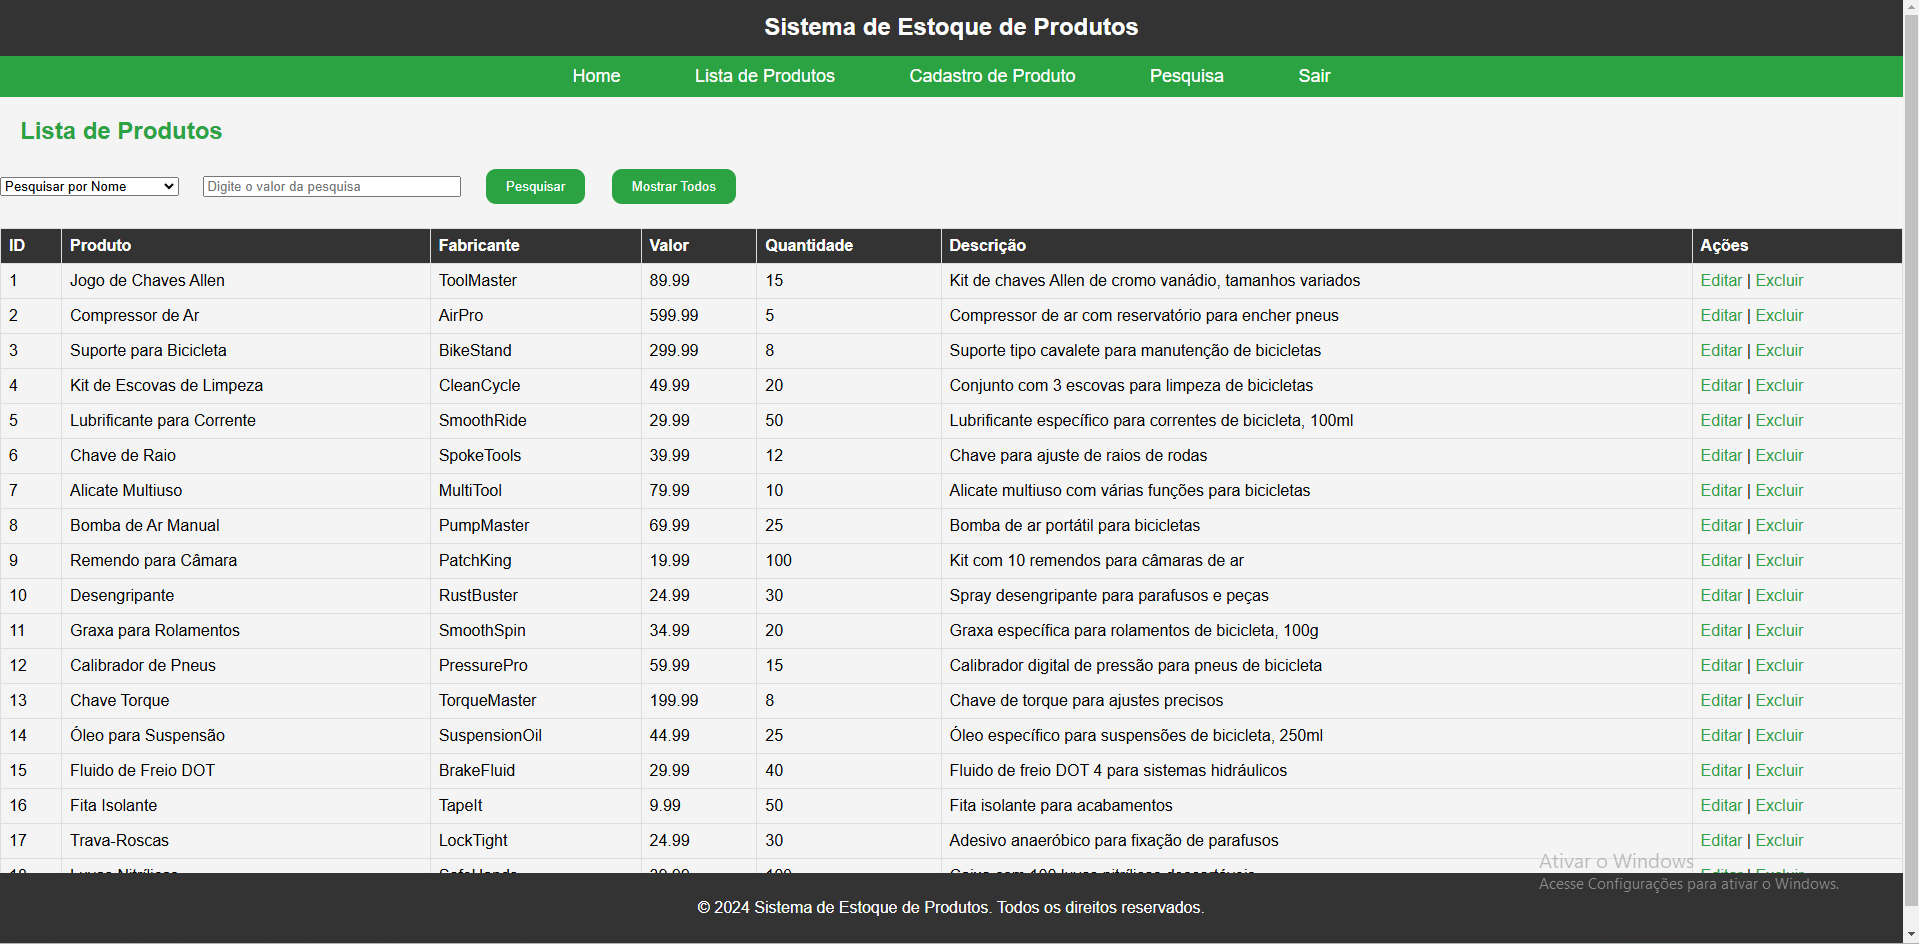 Sistema de Estoque de Produtos
Home Lista de Produtos Cadastro de Produto Pesquisa Sair
Lista de Produtos
Pesquisar por Nome Digite o valor da pesquisa Pesquisar Mostrar Todos
ID Produto Fabricante Valor Quantidade Descrição Ações
1 Jogo de Chaves Allen ToolMaster 89.99 15 Kit de chaves Allen de cromo vanádio, tamanhos variados Editar | Excluir
2 Compressor de Ar AirPro 599.99 5 Compressor de ar com reservatório para encher pneus Editar | Excluir
3 Suporte para Bicicleta BikeStand 299.99 8 Suporte tipo cavalete para manutenção de bicicletas Editar | Excluir
4 Kit de Escovas de Limpeza CleanCycle 49.99 20 Conjunto com 3 escovas para limpeza de bicicletas Editar | Excluir
5 Lubrificante para Corrente SmoothRide 29.99 50 Lubrificante específico para correntes de bicicleta, 100ml Editar | Excluir
6 Chave de Raio SpokeTools 39.99 12 Chave para ajuste de raios de rodas Editar | Excluir
7 Alicate Multiuso MultiTool 79.99 10 Alicate multiuso com várias funções para bicicletas Editar | Excluir
8 Bomba de Ar Manual PumpMaster 69.99 25 Bomba de ar portátil para bicicletas Editar | Excluir
9 Remendo para Câmara PatchKing 19.99 100 Kit com 10 remendos para câmaras de ar Editar | Excluir
10 Desengripante RustBuster 24.99 30 Spray desengripante para parafusos e peças Editar | Excluir
11 Graxa para Rolamentos SmoothSpin 34.99 20 Graxa específica para rolamentos de bicicleta, 100g Editar | Excluir
12 Calibrador de Pneus PressurePro 59.99 15 Calibrador digital de pressão para pneus de bicicleta Editar | Excluir
13 Chave Torque TorqueMaster 199.99 8 Chave de torque para ajustes precisos Editar | Excluir
14 Óleo para Suspensão SuspensionOil 44.99 25 Óleo específico para suspensões de bicicleta, 250ml Editar | Excluir
15 Fluido de Freio DOT BrakeFluid 29.99 40 Fluido de freio DOT 4 para sistemas hidráulicos Editar | Excluir
16 Fita Isolante TapeIt 9.99 50 Fita isolante para acabamentos Editar | Excluir
17 Trava-Roscas LockTight 24.99 30 Adesivo anaeróbico para fixação de parafusos Editar | Excluir
Ativar o Windows
Acesse Configurações para ativar o Windows.
© 2024 Sistema de Estoque de Produtos. Todos os direitos reservados.